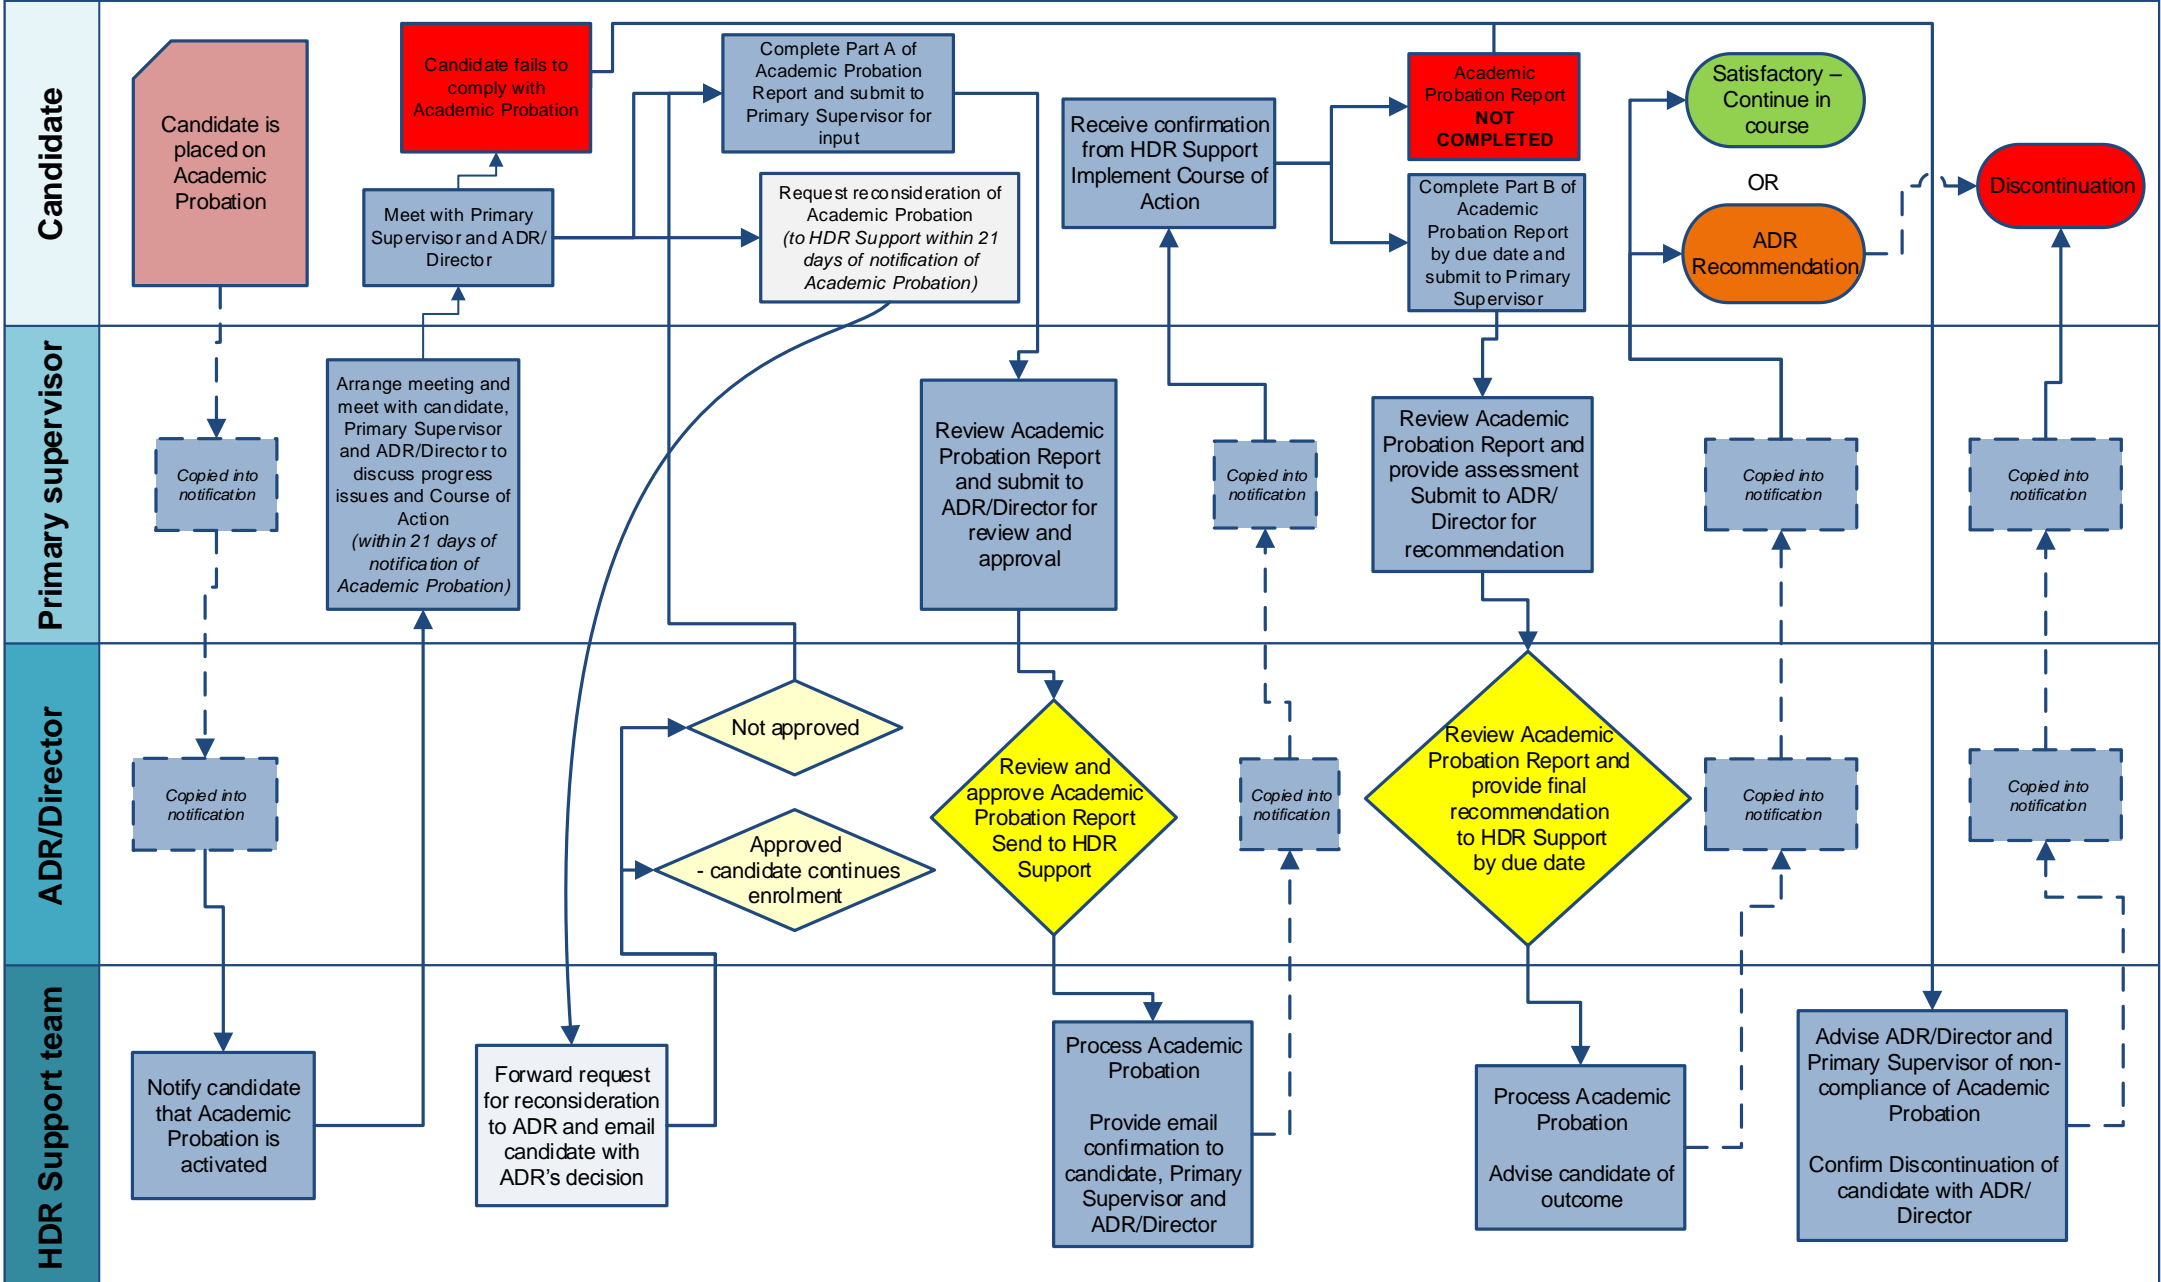 Candidate
Candidate is
placed on
Academic
Probation
Candidate fails to
comply with
Academic Probation
Meet with Primary
Supervisor and ADR/
Director
Complete Part A of
Academic Probation
Report and submit to
Primary Supervisor for
input
Request reconsideration of
Academic Probation
(to HDR Support within 21
days of notification of
Academic Probation)
Receive confirmation
from HDR Support
Implement Course of
Action
Academic
Probation Report
NOT
COMPLETED
Complete Part B of
Academic
Probation Report
by due date and
submit to Primary
Supervisor
Satisfactory –
Continue in
course
OR
ADR
Recommendation
Discontinuation
Primary supervisor
Copied into
notification
Arrange meeting and
meet with candidate,
Primary Supervisor
and ADR/Director to
discuss progress
issues and Course of
Action
(within 21 days of
notification of
Academic Probation)
Review Academic
Probation Report
and submit to
ADR/Director for
review and
approval
Copied into
notification
Review Academic
Probation Report and
provide assessment
Submit to ADR/
Director for
recommendation
Copied into
notification
Copied into
notification
ADR/Director
Copied into
notification
Not approved
Approved
- candidate continues
enrolment
Review and
approve Academic
Probation Report
Send to HDR
Support
Copied into
notification
Review Academic
Probation Report and
provide final
recommendation
to HDR Support
by due date
Copied into
notification
Copied into
notification
HDR Support team
Notify candidate
that Academic
Probation is
activated
Forward request
for reconsideration
to ADR and email
candidate with
ADR's decision
Process Academic
Probation
Provide email
confirmation to
candidate, Primary
Supervisor and
ADR/Director
Process Academic
Probation
Advise candidate of
outcome
Advise ADR/Director and
Primary Supervisor of non-
compliance of Academic
Probation
Confirm Discontinuation of
candidate with ADR/
Director